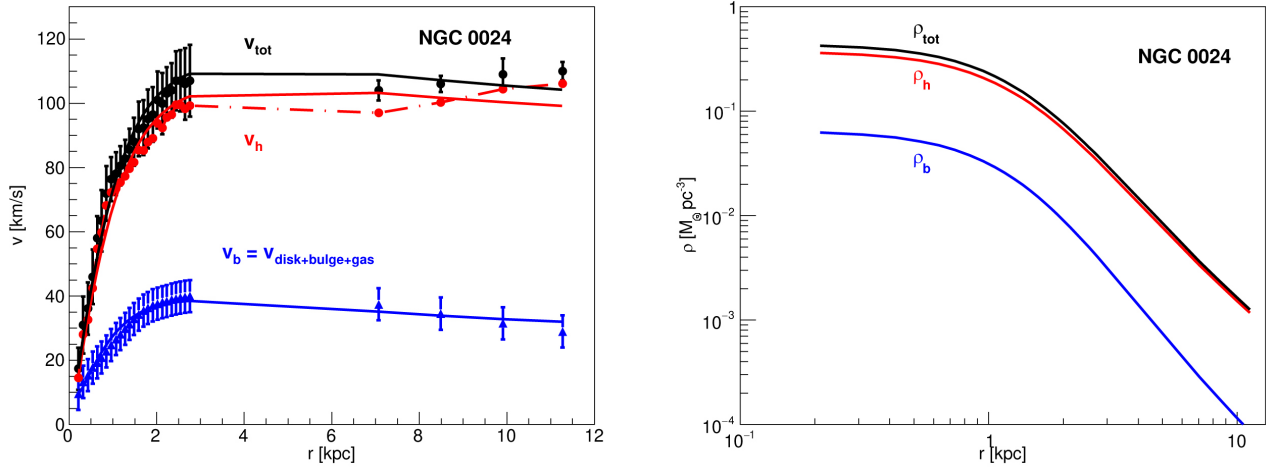 NGC 0024
v_tot
v_h
v_b = v_disk+bulge+gas
v [km/s]
120
100
80
60
40
20
0
0 2 4 6 8 10 12
r [kpc]
NGC 0024
ρ_tot
ρ_h
ρ_b
ρ [M_⊙ pc^-3]
1
10^-1
10^-2
10^-3
10^-4
10^-1 1 10
r [kpc]